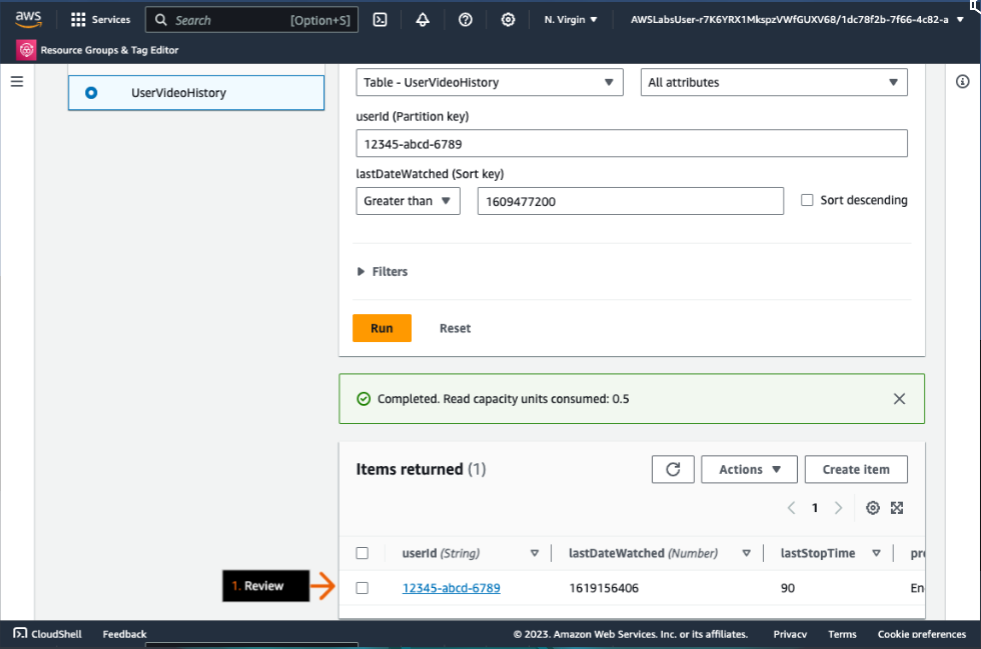 aws Services Search [Option+S] N. Virgin AWSLabsUser-r7K6YRX1MkspzVWfGUXV68/1dc78f2b-7f66-4c82-a
Resource Groups & Tag Editor
UserVideoHistory
Table - UserVideoHistory All attributes
userId (Partition key)
12345-abcd-6789
lastDateWatched (Sort key)
Greater than 1609477200 Sort descending
Filters
Run Reset
Completed. Read capacity units consumed: 0.5
Items returned (1) Actions Create item
1
userId (String) lastDateWatched (Number) lastStopTime pr
1. Review 12345-abcd-6789 1619156406 90 En
CloudShell Feedback © 2023, Amazon Web Services, Inc. or its affiliates. Privacy Terms Cookie preferences